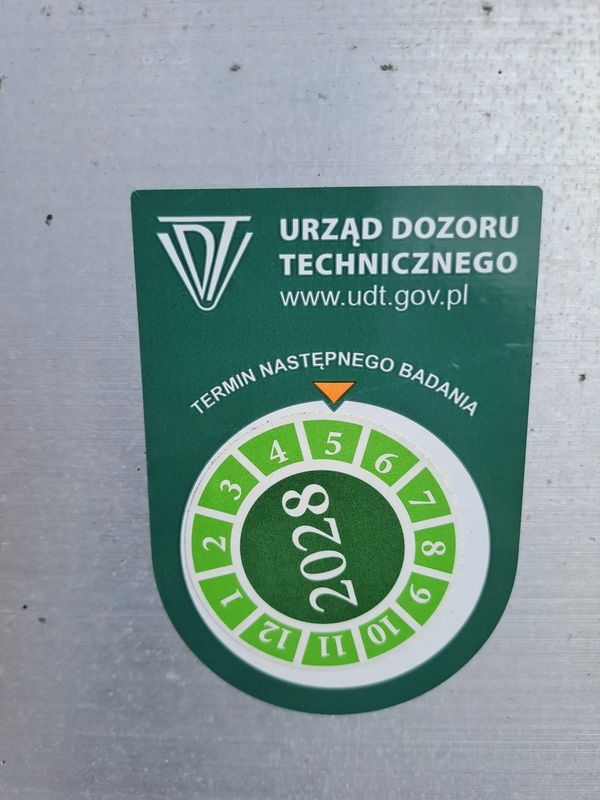 VDT
URZĄD DOZORU
TECHNICZNEGO
www.udt.gov.pl
TERMIN NASTĘPNEGO BADANIA
1 2 3 4 5 6 7 8 9 10 11 12
2028